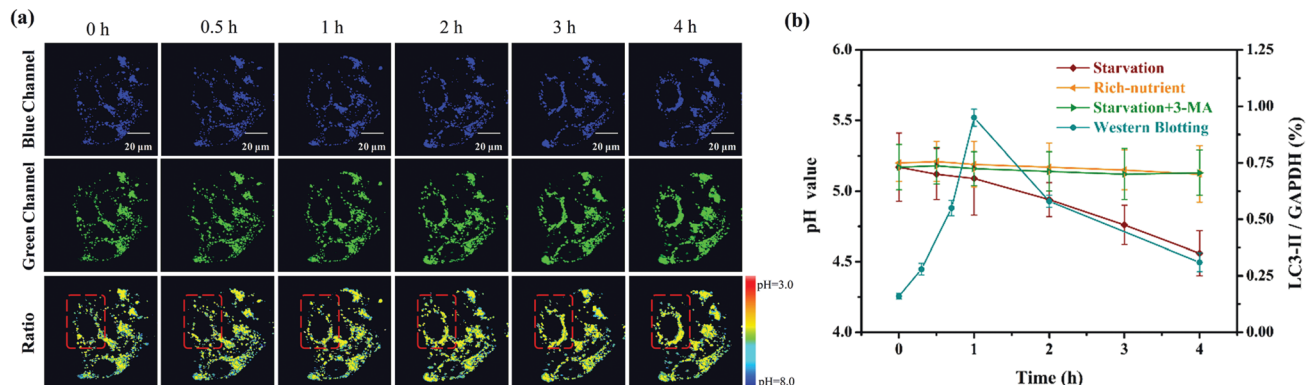 (a)
0 h 0.5 h 1 h 2 h 3 h 4 h
Blue Channel
20 μm 20 μm 20 μm 20 μm 20 μm 20 μm
Green Channel
Ratio
pH=3.0
pH=8.0
(b)
6.0
5.5
5.0
4.5
4.0
pH value
Starvation
Rich-nutrient
Starvation+3-MA
Western Blotting
1.25
1.00
0.75
0.50
0.25
0.00
LC3-II / GAPDH (%)
0 1 2 3 4
Time (h)